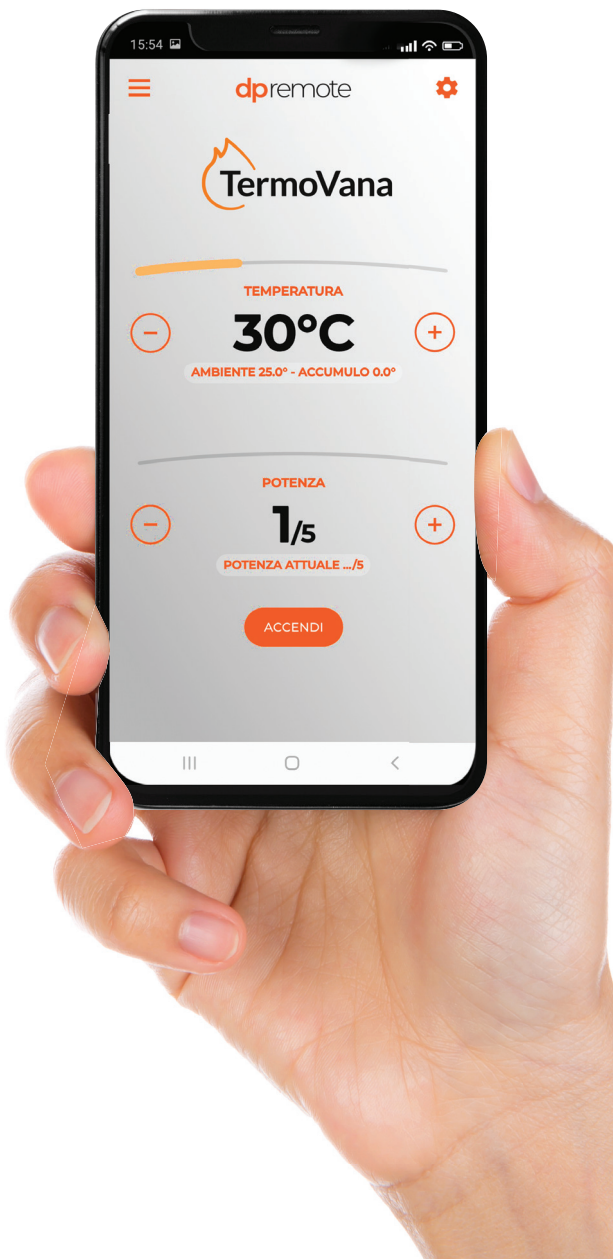 15:54
dpremote
TermoVana
TEMPERATURA
30°C
AMBIENTE 25.0° - ACCUMULO 0.0°
POTENZA
1/5
POTENZA ATTUALE .../5
ACCENDI